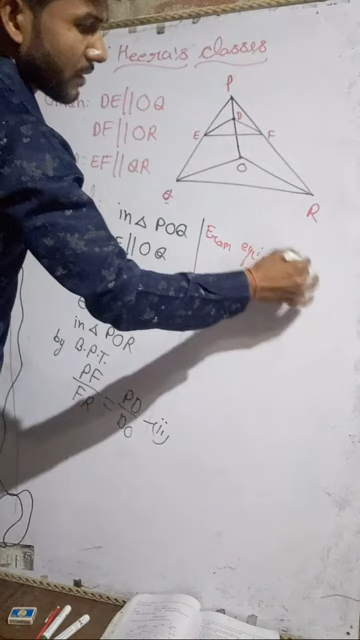 Heera's classes
Given: DE||OQ
DF||OR
EF||QR
P
D
E
F
O
Q
R
in △ POQ
||OQ
From eq
in △ POR
by B.P.T.
PF/FR = PD/DO -(ii)